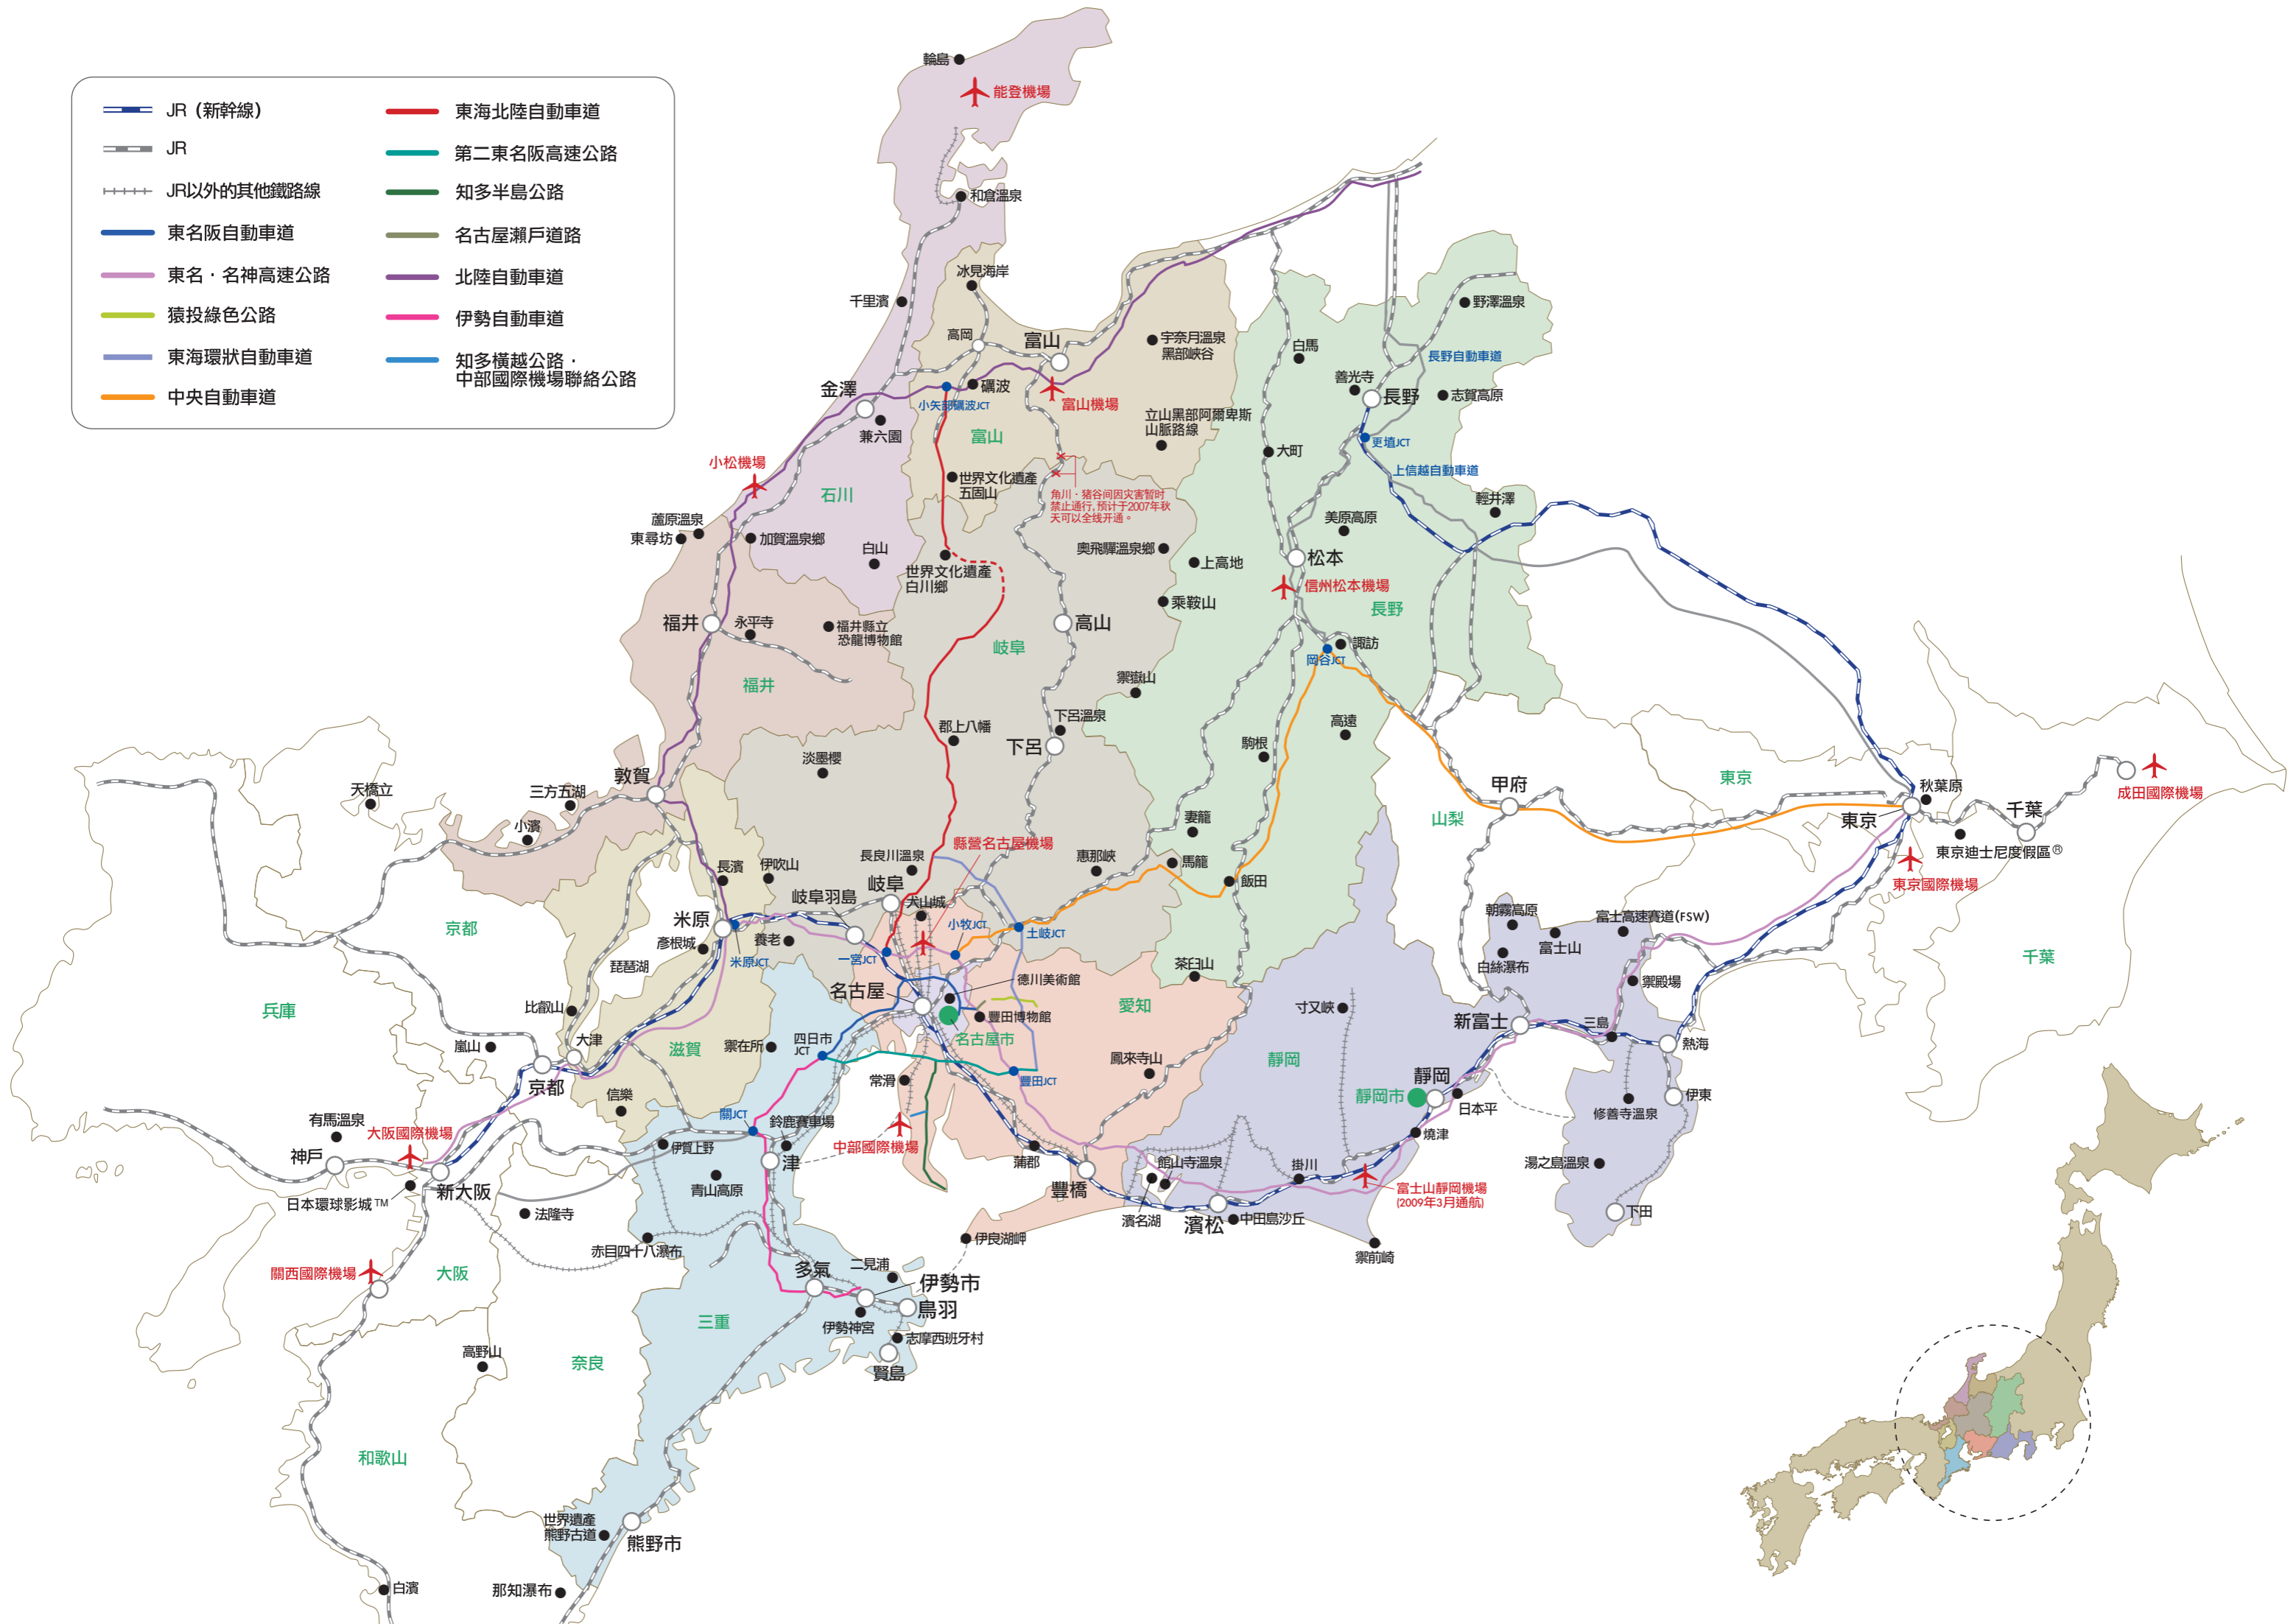 JR（新幹線）
JR
JR以外的其他鐵路線
東名阪自動車道
東名・名神高速公路
猿投綠色公路
東海環狀自動車道
中央自動車道
東海北陸自動車道
第二東名阪高速公路
知多半島公路
名古屋瀨戶道路
北陸自動車道
伊勢自動車道
知多橫越公路・
中部國際機場聯絡公路
輪島
能登機場
和倉溫泉
冰見海岸
千里濱
高岡
富山
宇奈月溫泉
黑部峽谷
白馬
野澤溫泉
長野自動車道
善光寺
長野
志賀高原
金澤
礪波
小矢部礪波JCT
富山機場
兼六園
富山
立山黑部阿爾卑斯
山脈路線
更埴JCT
大町
上信越自動車道
小松機場
石川
世界文化遺產
五固山
角川・猪谷间因灾害暂时
禁止通行,预计于2007年秋
天可以全线开通。
輕井澤
蘆原溫泉
東尋坊
加賀溫泉鄉
白山
美原高原
奧飛驒溫泉鄉
上高地
松本
世界文化遺產
白川鄉
信州松本機場
乘鞍山
長野
福井
永平寺
福井縣立
恐龍博物館
高山
岐阜
諏訪
岡谷JCT
福井
禦嶽山
郡上八幡
下呂溫泉
下呂
高遠
駒根
淡墨櫻
敦賀
三方五湖
天橋立
小濱
甲府
山梨
東京
秋葉原
東京
千葉
成田國際機場
東京迪士尼度假區®
東京國際機場
妻籠
馬籠
飯田
縣營名古屋機場
長良川溫泉
惠那峽
長濱
伊吹山
岐阜羽島
岐阜
犬山城
米原
彥根城
養老
米原JCT
一宮JCT
小牧JCT
土岐JCT
京都
琵琶湖
朝霧高原
富士高速賽道(FSW)
富士山
白絲瀑布
禦殿場
千葉
茶臼山
德川美術館
名古屋
愛知
豐田博物館
名古屋市
寸又峽
新富士
三島
熱海
兵庫
比叡山
大津
嵐山
滋賀
禦在所
四日市
JCT
京都
靜岡
鳳來寺山
豐田JCT
常滑
靜岡
靜岡市
日本平
修善寺溫泉
伊東
信樂
關JCT
鈴鹿賽車場
有馬溫泉
大阪國際機場
神戶
中部國際機場
燒津
伊賀上野
津
蒲郡
館山寺溫泉
掛川
湯之島溫泉
青山高原
新大阪
日本環球影城™
豐橋
富士山靜岡機場
(2009年3月通航)
法隆寺
濱名湖
濱松
中田島沙丘
下田
赤目四十八瀑布
伊良湖岬
禦前崎
關西國際機場
大阪
多氣
二見浦
伊勢市
鳥羽
三重
伊勢神宮
志摩西班牙村
高野山
奈良
賢島
和歌山
世界遺產
熊野古道
熊野市
白濱
那知瀑布